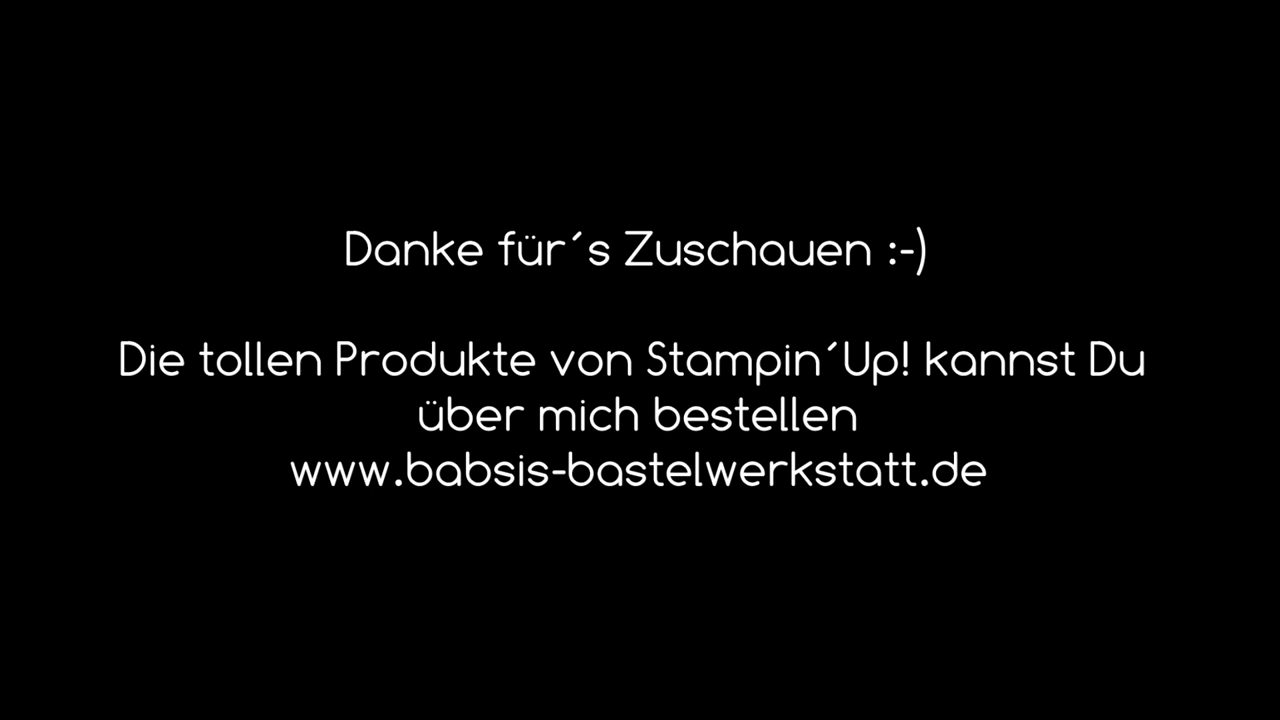 Danke für´s Zuschauen :-)
Die tollen Produkte von Stampin´Up! kannst Du
über mich bestellen
www.babsis-bastelwerkstatt.de